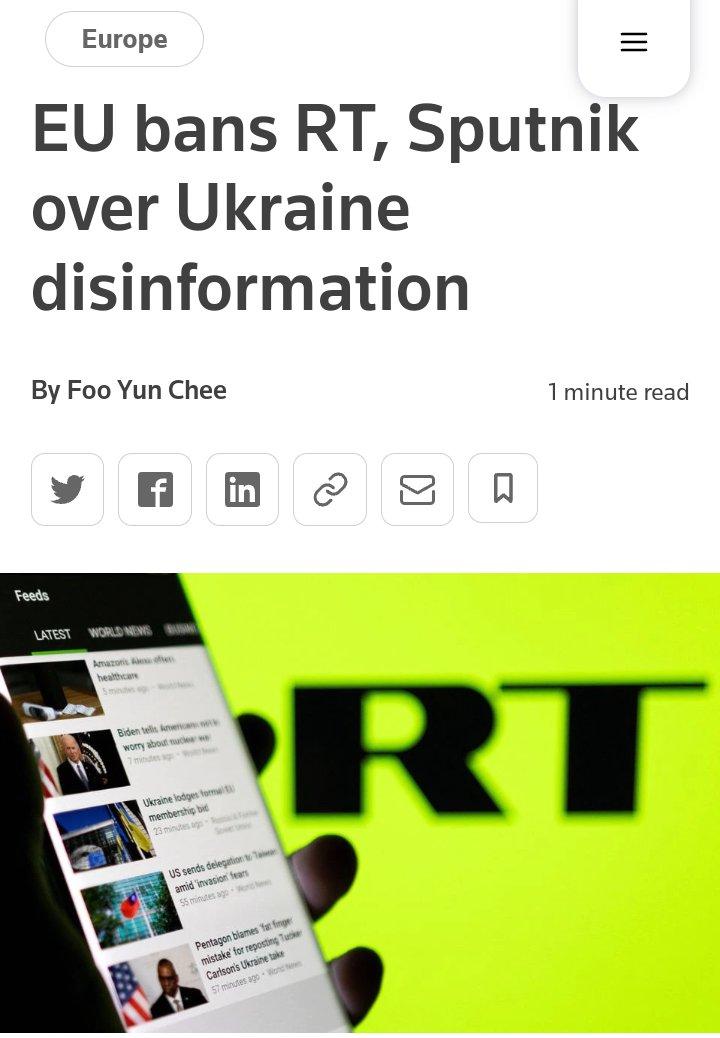 Europe
EU bans RT, Sputnik
over Ukraine
disinformation
By Foo Yun Chee
1 minute read
Feeds
LATEST WORLD NEWS
Amazon's Alexa offers
healthcare
5 minutes ago • World News
Biden tells Americans not to
worry about nuclear war
7 minutes ago • World News
Ukraine lodges formal EU
membership bid
23 minutes ago • Russia & Former
Soviet Union
US sends delegation to Taiwan
amid 'invasion' fears
55 minutes ago • World News
Pentagon blames 'fat finger
mistake' for reposting Tucker
Carlson's Ukraine take
57 minutes ago • World News
RT